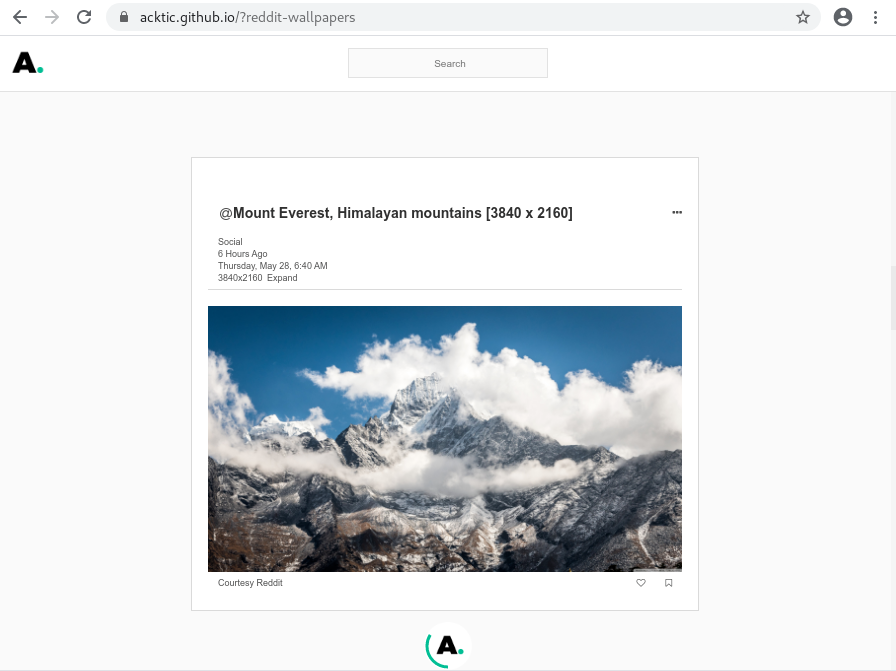 acktic.github.io/?reddit-wallpapers
A.
Search
@Mount Everest, Himalayan mountains [3840 x 2160]
Social
6 Hours Ago
Thursday, May 28, 6:40 AM
3840x2160 Expand
Courtesy Reddit
A.